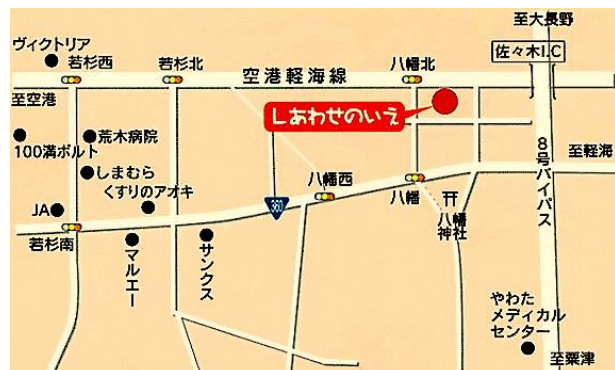 至大長野
ヴィクトリア
若杉西
若杉北
八幡北
佐々木I.C
空港軽海線
至空港
Lあわせのいえ
荒木病院
100満ボルト
しまむら
くすりのアオキ
8号バイパス
至軽海
八幡西
八幡
JA
360
八幡
神社
若杉南
マルエー
サンクス
やわた
メディカル
センター
至粟津